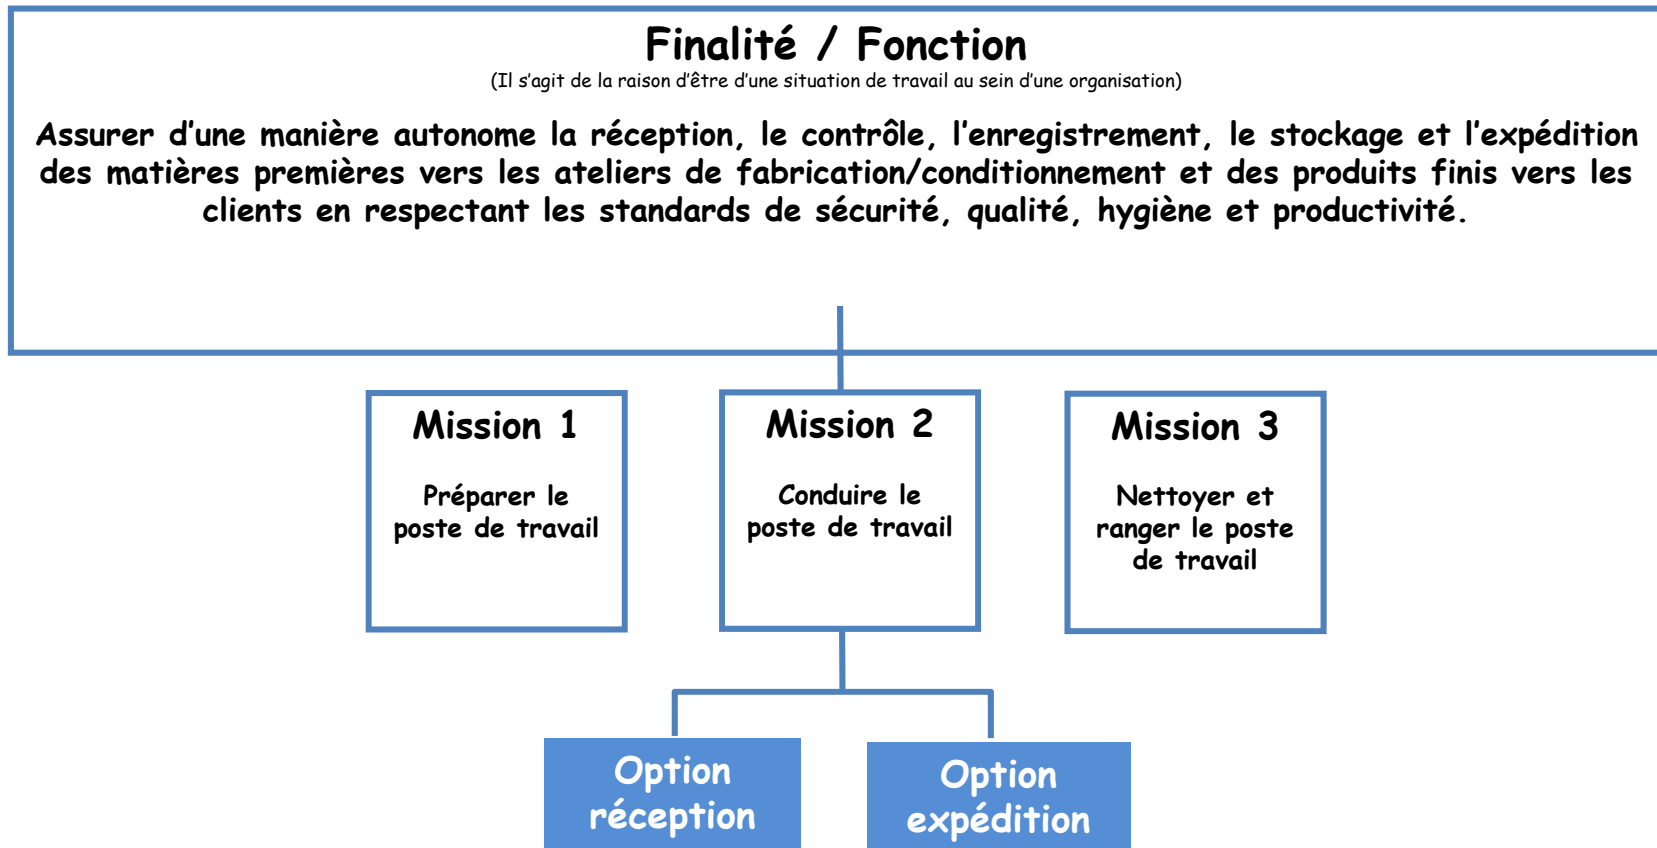 Finalité / Fonction
(Il s’agit de la raison d’être d’une situation de travail au sein d’une organisation)
Assurer d’une manière autonome la réception, le contrôle, l’enregistrement, le stockage et l’expédition
des matières premières vers les ateliers de fabrication/conditionnement et des produits finis vers les
clients en respectant les standards de sécurité, qualité, hygiène et productivité.
Mission 1
Préparer le
poste de travail
Mission 2
Conduire le
poste de travail
Mission 3
Nettoyer et
ranger le poste
de travail
Option
réception
Option
expédition